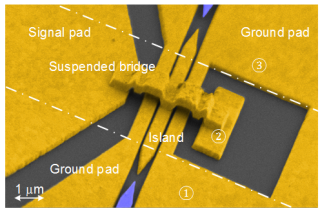 Signal pad
Ground pad
Suspended bridge
③
②
Island
Ground pad
①
1 μm